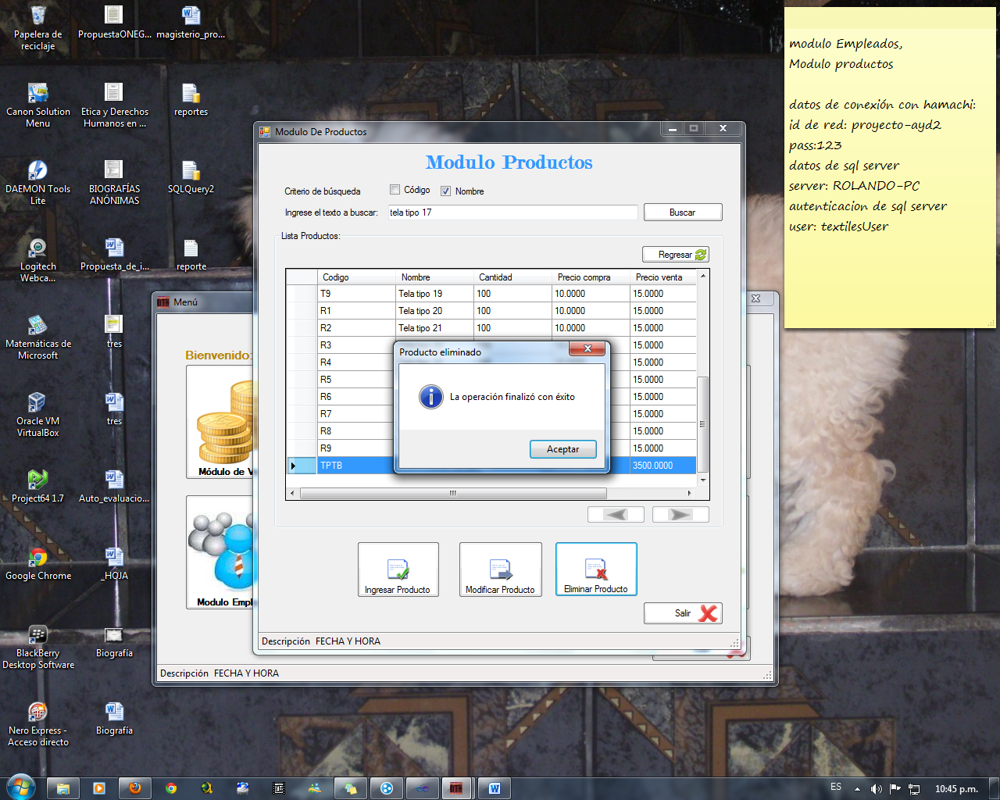 Papelera de
reciclaje
PropuestaONEG...
magisterio_pro...
Canon Solution
Menu
Etica y Derechos
Humanos en ...
reportes
DAEMON Tools
Lite
BIOGRAFÍAS
ANÓNIMAS
SQLQuery2
Logitech
Webca...
Propuesta_de_i...
reporte
Matemáticas de
Microsoft
tres
Oracle VM
VirtualBox
tres
Project64 1.7
Auto_evaluacio...
Google Chrome
_HOJA
BlackBerry
Desktop Software
Biografía
Nero Express -
Acceso directo
Biografía
modulo Empleados,
Modulo productos
datos de conexión con hamachi:
id de red: proyecto-ayd2
pass:123
datos de sql server
server: ROLANDO-PC
autenticacion de sql server
user: textilesUser
Menú
Bienvenido:
Módulo de V
Modulo Empl
Descripción FECHA Y HORA
Modulo De Productos
Modulo Productos
Criterio de búsqueda
Código
Nombre
Ingrese el texto a buscar:
tela tipo 17
Buscar
Lista Productos:
Regresar
Codigo Nombre Cantidad Precio compra Precio venta
T9 Tela tipo 19 100 10.0000 15.0000
R1 Tela tipo 20 100 10.0000 15.0000
R2 Tela tipo 21 100 10.0000 15.0000
R3 15.0000
R4 15.0000
R5 15.0000
R6 15.0000
R7 15.0000
R8 15.0000
R9 15.0000
TPTB 3500.0000
Producto eliminado
La operación finalizó con éxito
Aceptar
Ingresar Producto
Modificar Producto
Eliminar Producto
Salir
Descripción FECHA Y HORA
ES
10:45 p.m.